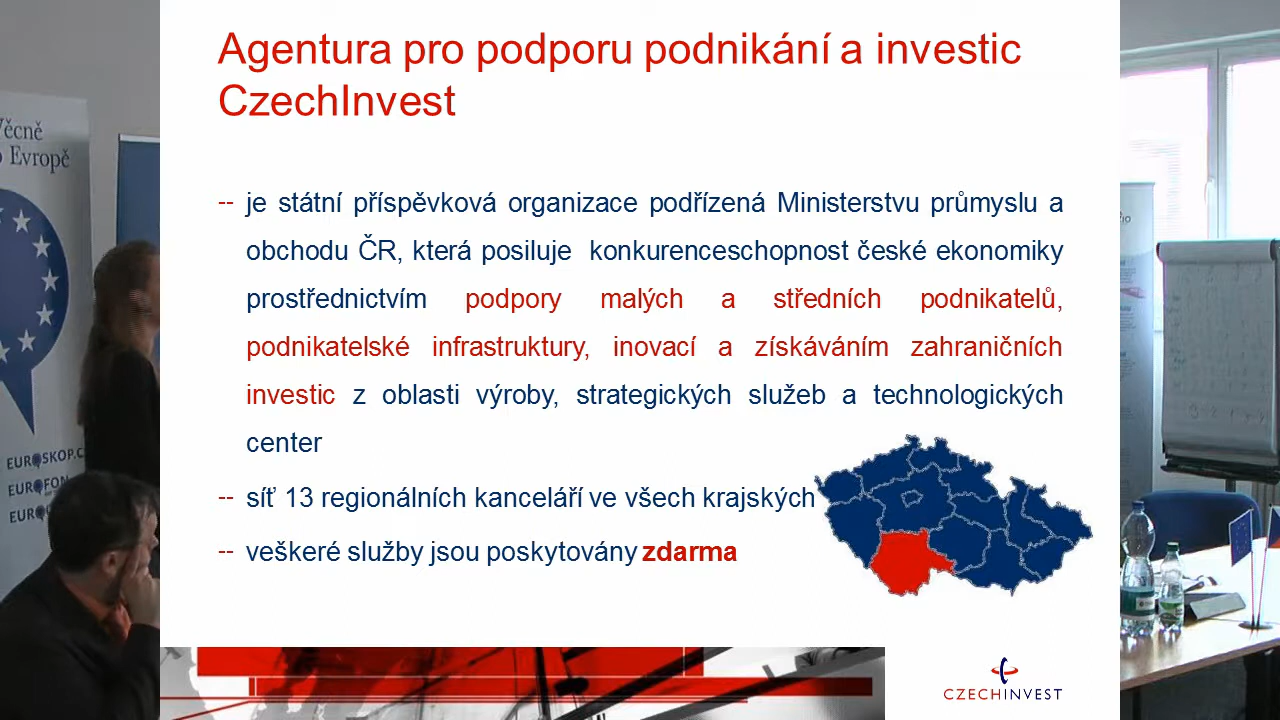 Agentura pro podporu podnikání a investic
CzechInvest
-- je státní příspěvková organizace podřízená Ministerstvu průmyslu a
obchodu ČR, která posiluje konkurenceschopnost české ekonomiky
prostřednictvím podpory malých a středních podnikatelů,
podnikatelské infrastruktury, inovací a získáváním zahraničních
investic z oblasti výroby, strategických služeb a technologických
center
-- síť 13 regionálních kanceláří ve všech krajských
-- veškeré služby jsou poskytovány zdarma
CZECHINVEST
Věcně
o Evropě
EUROSKOP.C
EUROFON